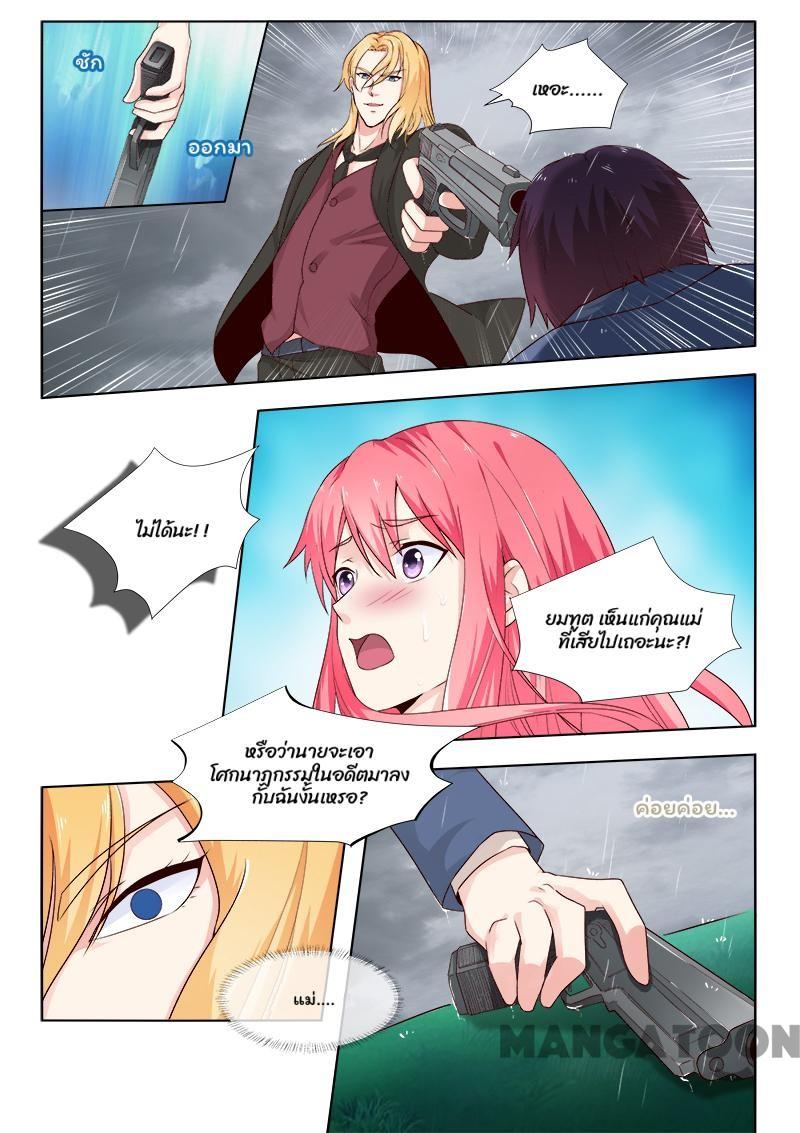 ชัก
ออกมา
เหอะ......
ไม่ได้นะ! !
ยมทูต เห็นแก่คุณแม่
ที่เสียไปเถอะนะ?!
หรือว่านายจะเอา
โศกนาฏกรรมในอดีตมาลง
กับฉันงั้นเหรอ?
ค่อยค่อย...
แม่....
MANGATOON